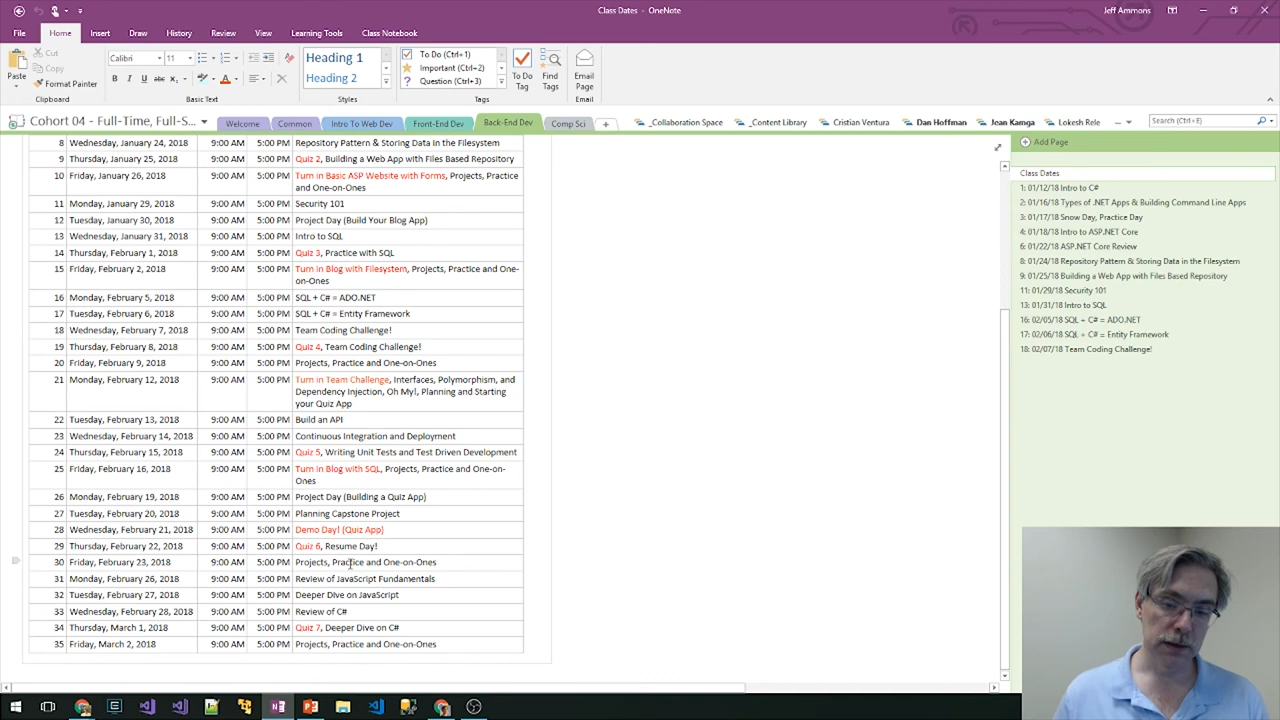 Class Dates - OneNote
Jeff Ammons
File Home Insert Draw History Review View Learning Tools Class Notebook
Paste
Cut
Copy
Format Painter
Clipboard
Calibri 11
B I U abc x₂ A
Basic Text
Heading 1
Heading 2
Styles
To Do (Ctrl+1)
Important (Ctrl+2)
Question (Ctrl+3)
To Do Tag
Find Tags
Tags
Email Page
Email
Cohort 04 - Full-Time, Full-S...
Welcome Common Intro To Web Dev Front-End Dev Back-End Dev Comp Sci
_Collaboration Space _Content Library Cristian Ventura Dan Hoffman Jean Kamga Lokesh Rele
Search (Ctrl+E)
8 Wednesday, January 24, 2018 9:00 AM 5:00 PM Repository Pattern & Storing Data in the Filesystem
9 Thursday, January 25, 2018 9:00 AM 5:00 PM Quiz 2, Building a Web App with Files Based Repository
10 Friday, January 26, 2018 9:00 AM 5:00 PM Turn in Basic ASP Website with Forms, Projects, Practice
and One-on-Ones
11 Monday, January 29, 2018 9:00 AM 5:00 PM Security 101
12 Tuesday, January 30, 2018 9:00 AM 5:00 PM Project Day (Build Your Blog App)
13 Wednesday, January 31, 2018 9:00 AM 5:00 PM Intro to SQL
14 Thursday, February 1, 2018 9:00 AM 5:00 PM Quiz 3, Practice with SQL
15 Friday, February 2, 2018 9:00 AM 5:00 PM Turn in Blog with Filesystem, Projects, Practice and One-
on-Ones
16 Monday, February 5, 2018 9:00 AM 5:00 PM SQL + C# = ADO.NET
17 Tuesday, February 6, 2018 9:00 AM 5:00 PM SQL + C# = Entity Framework
18 Wednesday, February 7, 2018 9:00 AM 5:00 PM Team Coding Challenge!
19 Thursday, February 8, 2018 9:00 AM 5:00 PM Quiz 4, Team Coding Challenge!
20 Friday, February 9, 2018 9:00 AM 5:00 PM Projects, Practice and One-on-Ones
21 Monday, February 12, 2018 9:00 AM 5:00 PM Turn in Team Challenge, Interfaces, Polymorphism, and
Dependency Injection, Oh My!, Planning and Starting
your Quiz App
22 Tuesday, February 13, 2018 9:00 AM 5:00 PM Build an API
23 Wednesday, February 14, 2018 9:00 AM 5:00 PM Continuous Integration and Deployment
24 Thursday, February 15, 2018 9:00 AM 5:00 PM Quiz 5, Writing Unit Tests and Test Driven Development
25 Friday, February 16, 2018 9:00 AM 5:00 PM Turn in Blog with SQL, Projects, Practice and One-on-
Ones
26 Monday, February 19, 2018 9:00 AM 5:00 PM Project Day (Building a Quiz App)
27 Tuesday, February 20, 2018 9:00 AM 5:00 PM Planning Capstone Project
28 Wednesday, February 21, 2018 9:00 AM 5:00 PM Demo Day! (Quiz App)
29 Thursday, February 22, 2018 9:00 AM 5:00 PM Quiz 6, Resume Day!
30 Friday, February 23, 2018 9:00 AM 5:00 PM Projects, Practice and One-on-Ones
31 Monday, February 26, 2018 9:00 AM 5:00 PM Review of JavaScript Fundamentals
32 Tuesday, February 27, 2018 9:00 AM 5:00 PM Deeper Dive on JavaScript
33 Wednesday, February 28, 2018 9:00 AM 5:00 PM Review of C#
34 Thursday, March 1, 2018 9:00 AM 5:00 PM Quiz 7, Deeper Dive on C#
35 Friday, March 2, 2018 9:00 AM 5:00 PM Projects, Practice and One-on-Ones
Add Page
Class Dates
1: 01/12/18 Intro to C#
2: 01/16/18 Types of .NET Apps & Building Command Line Apps
3: 01/17/18 Snow Day, Practice Day
4: 01/18/18 Intro to ASP.NET Core
6: 01/22/18 ASP.NET Core Review
8: 01/24/18 Repository Pattern & Storing Data in the Filesystem
9: 01/25/18 Building a Web App with Files Based Repository
11: 01/29/18 Security 101
13: 01/31/18 Intro to SQL
16: 02/05/18 SQL + C# = ADO.NET
17: 02/06/18 SQL + C# = Entity Framework
18: 02/07/18 Team Coding Challenge!